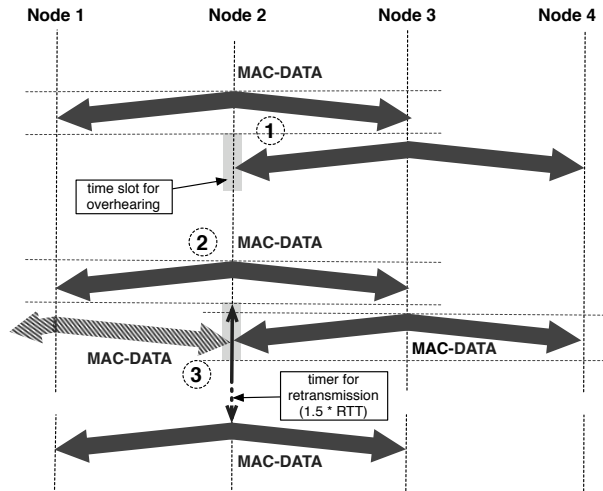 Node 1 Node 2 Node 3 Node 4
MAC-DATA
1
time slot for
overhearing
2 MAC-DATA
MAC-DATA MAC-DATA
3
timer for
retransmission
(1.5 * RTT)
MAC-DATA